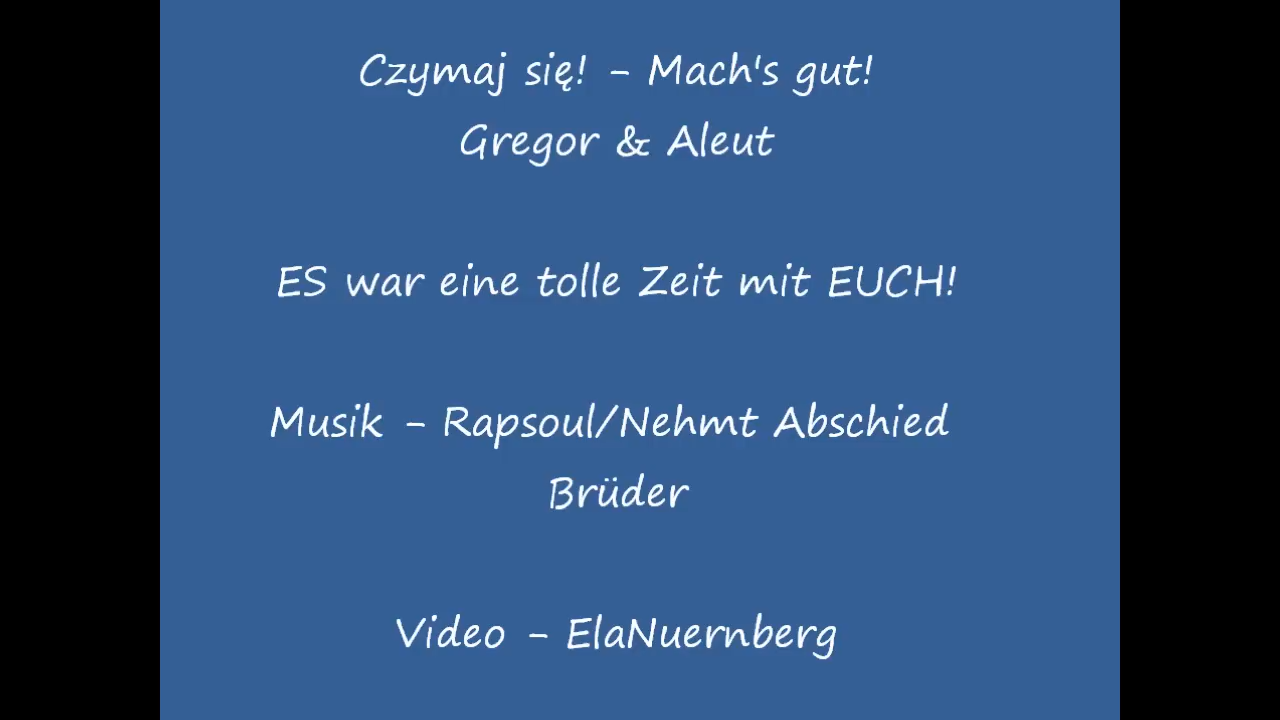 Czymaj się! - Mach's gut!
Gregor & Aleut
ES war eine tolle Zeit mit EUCH!
Musik - Rapsoul/Nehmt Abschied
Brüder
Video - ElaNuernberg